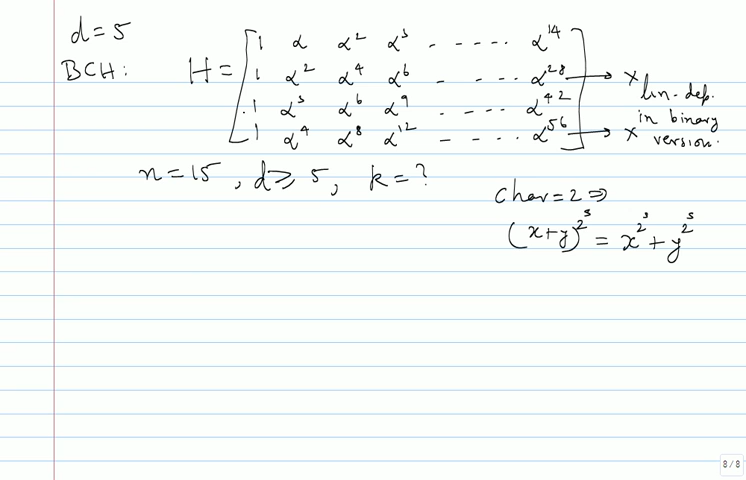 d=5
BCH: H = [1 α α² α³ . - ---- . . α¹⁴
1 α² α⁴ α⁶ . - ---- . . α²⁸ → ×
1 α³ α⁶ α⁹ . - ---- . . α⁴²
1 α⁴ α⁸ α¹² - - ---- . . α⁵⁶] → ×
lin. dep.
in binary
version.
n=15, d≥5, k=?
Char=2 ⇒
(x+y)^2^s = x^2^s + y^2^s
8/8